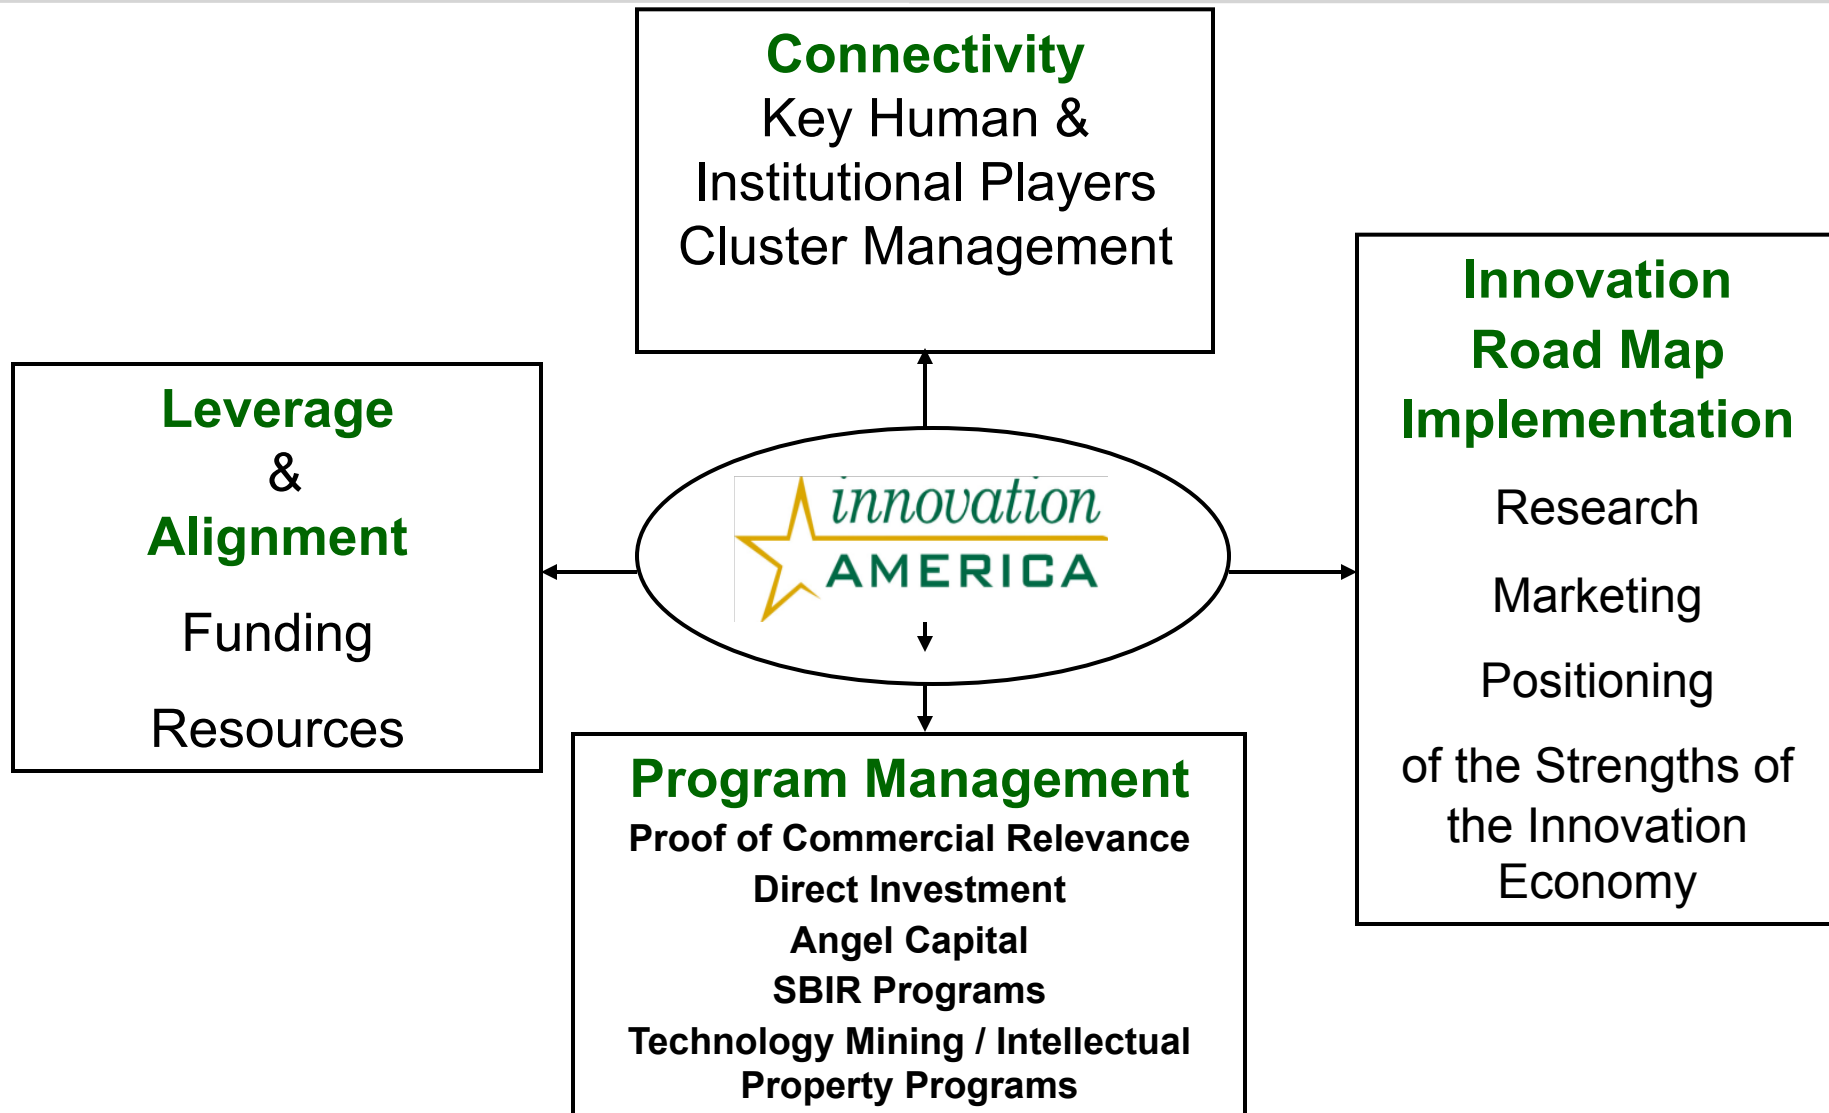 Connectivity
Key Human &
Institutional Players
Cluster Management
Leverage
&
Alignment
Funding
Resources
innovation
AMERICA
Innovation
Road Map
Implementation
Research
Marketing
Positioning
of the Strengths of
the Innovation
Economy
Program Management
Proof of Commercial Relevance
Direct Investment
Angel Capital
SBIR Programs
Technology Mining / Intellectual
Property Programs